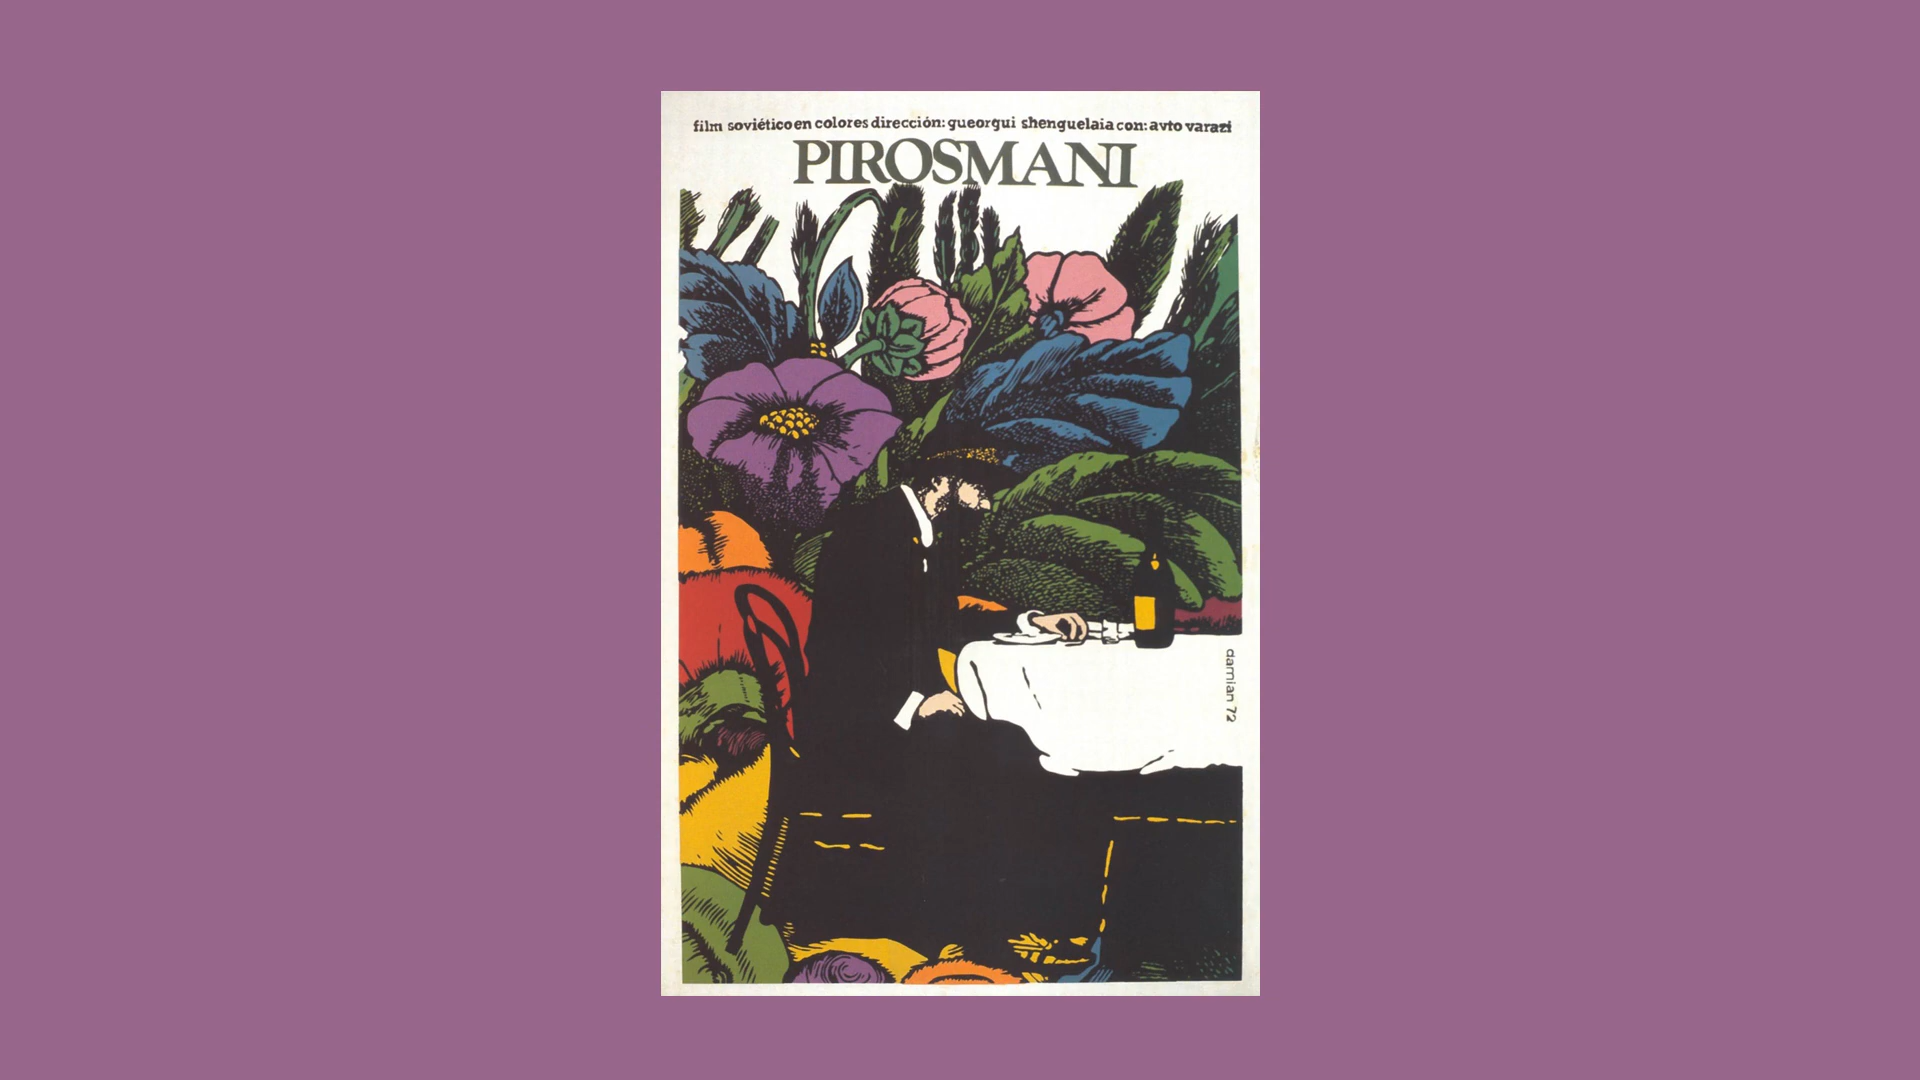 film soviético en colores dirección: gueorgui shenguelaia con: avto varazi
PIROSMANI
damian 72